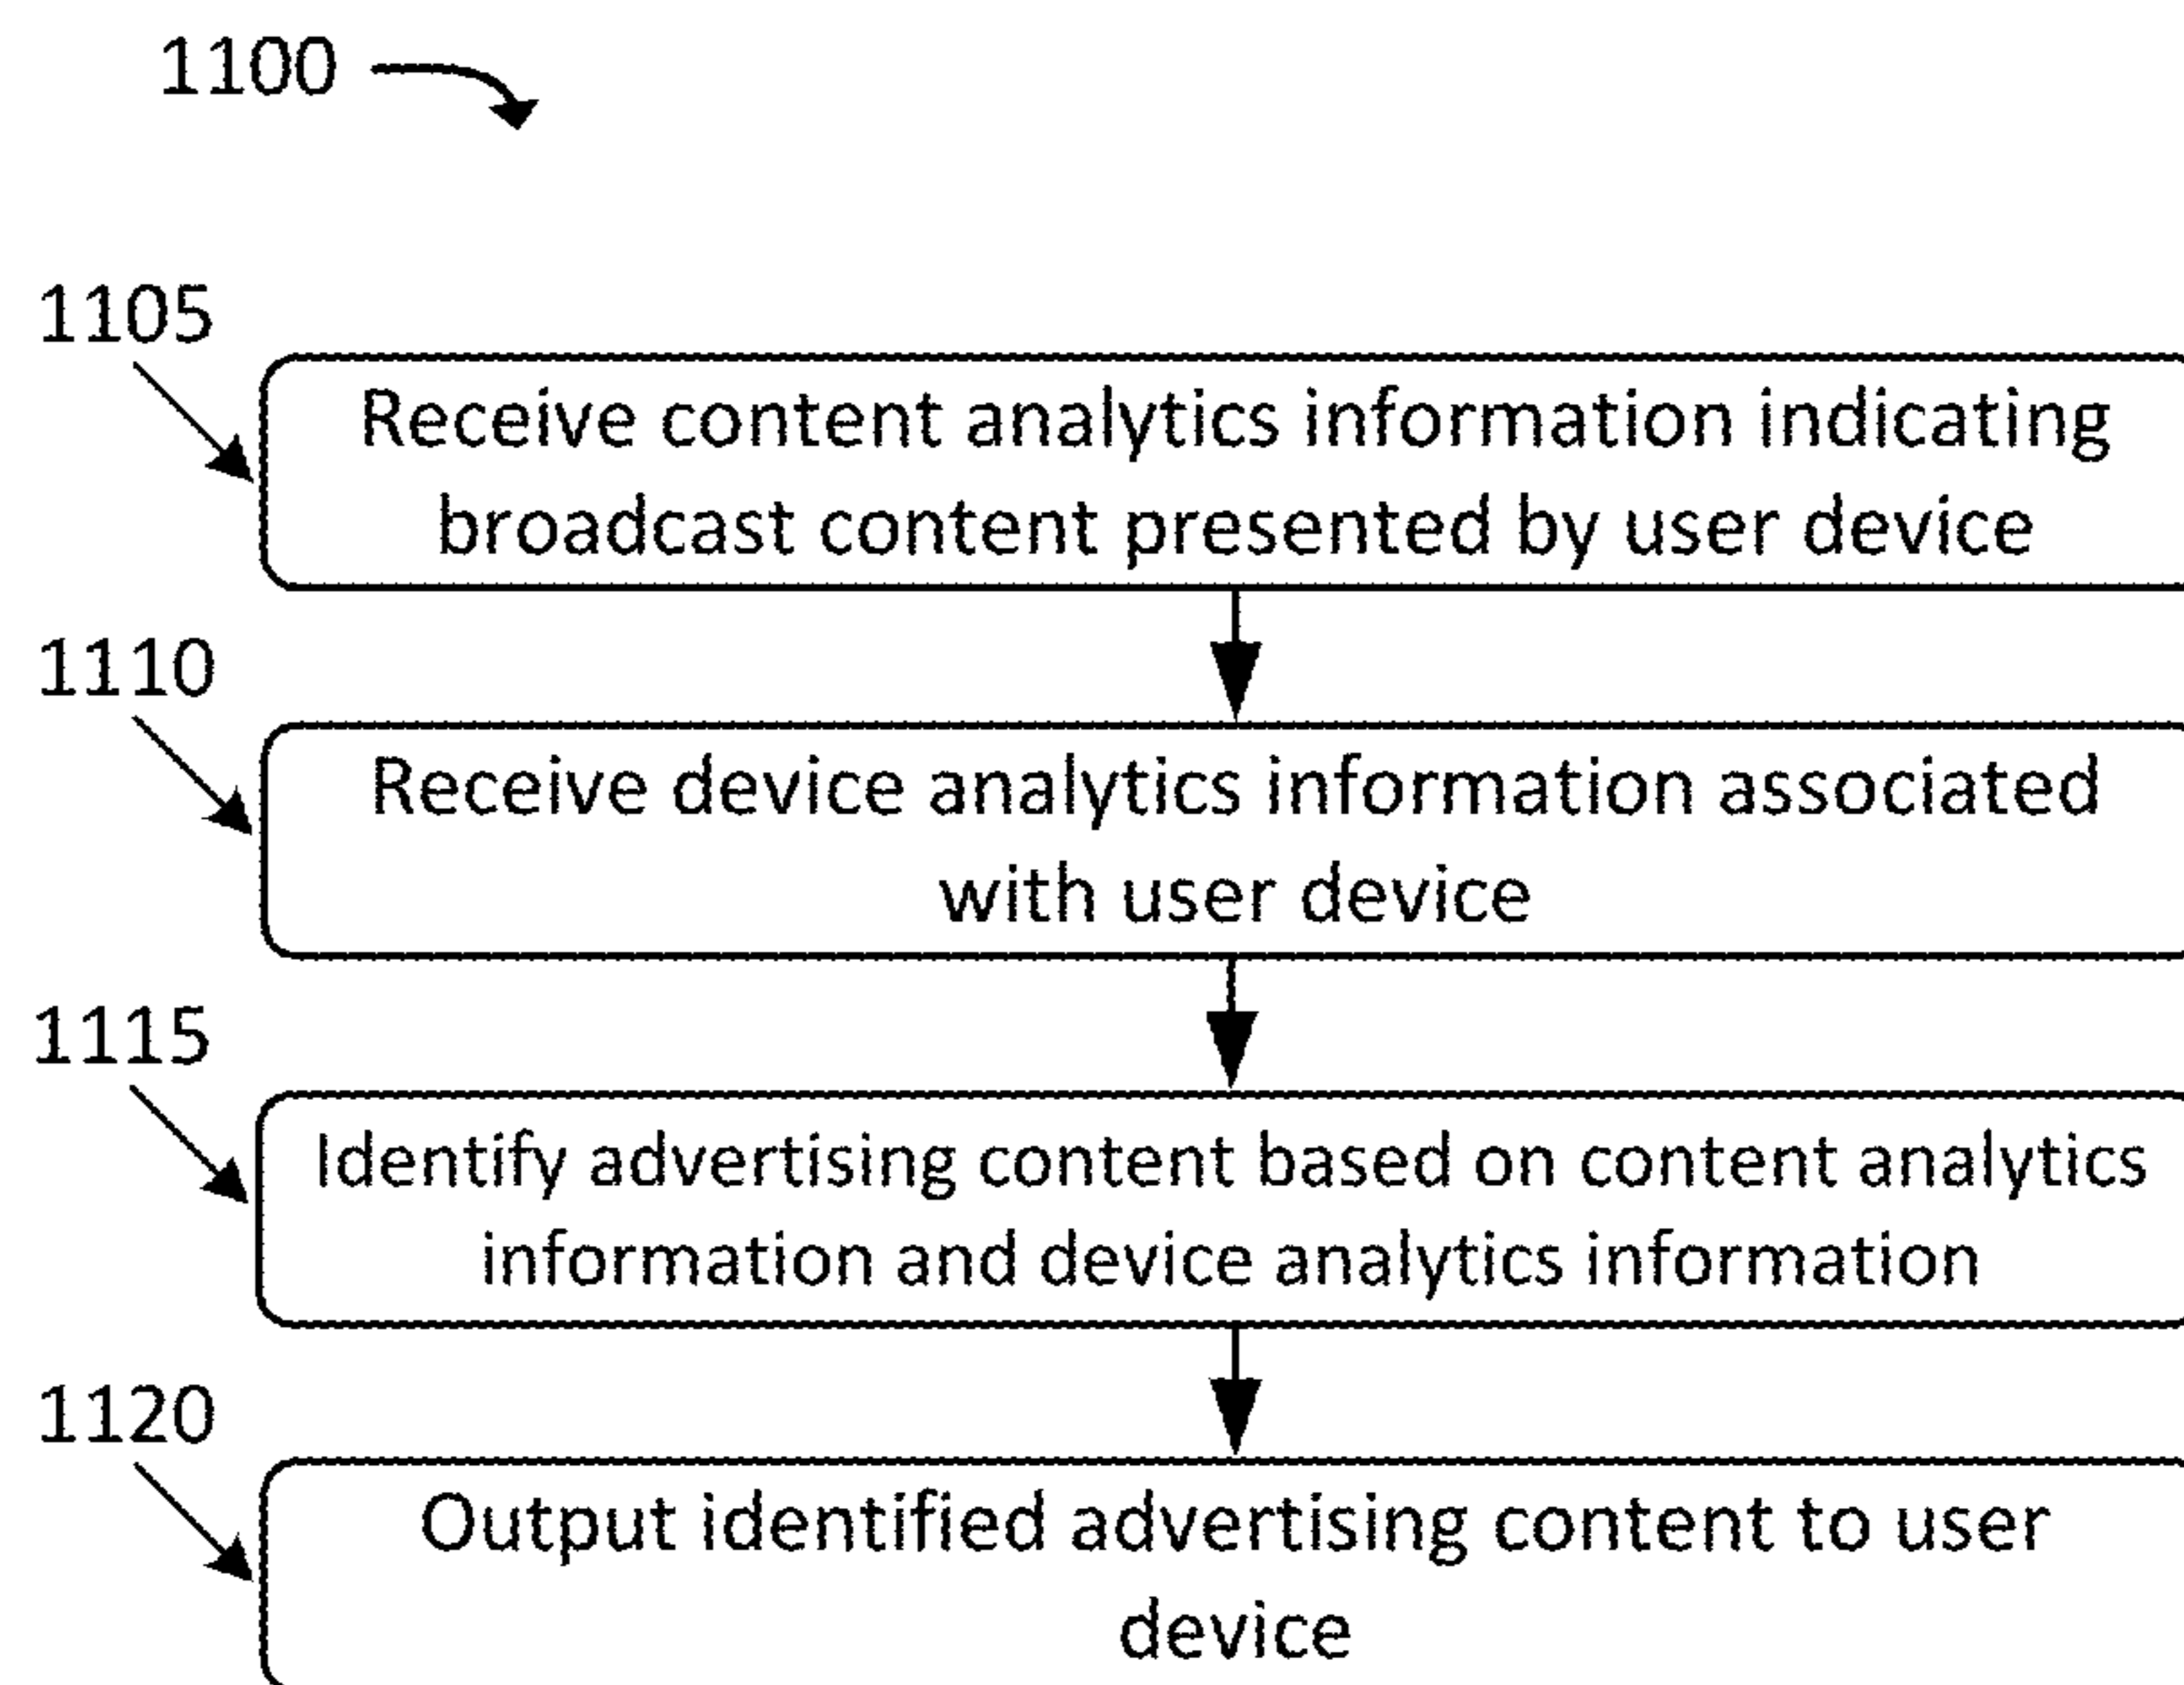 1100
1105
Receive content analytics information indicating
broadcast content presented by user device
1110
Receive device analytics information associated
with user device
1115
Identify advertising content based on content analytics
information and device analytics information
1120
Output identified advertising content to user
device